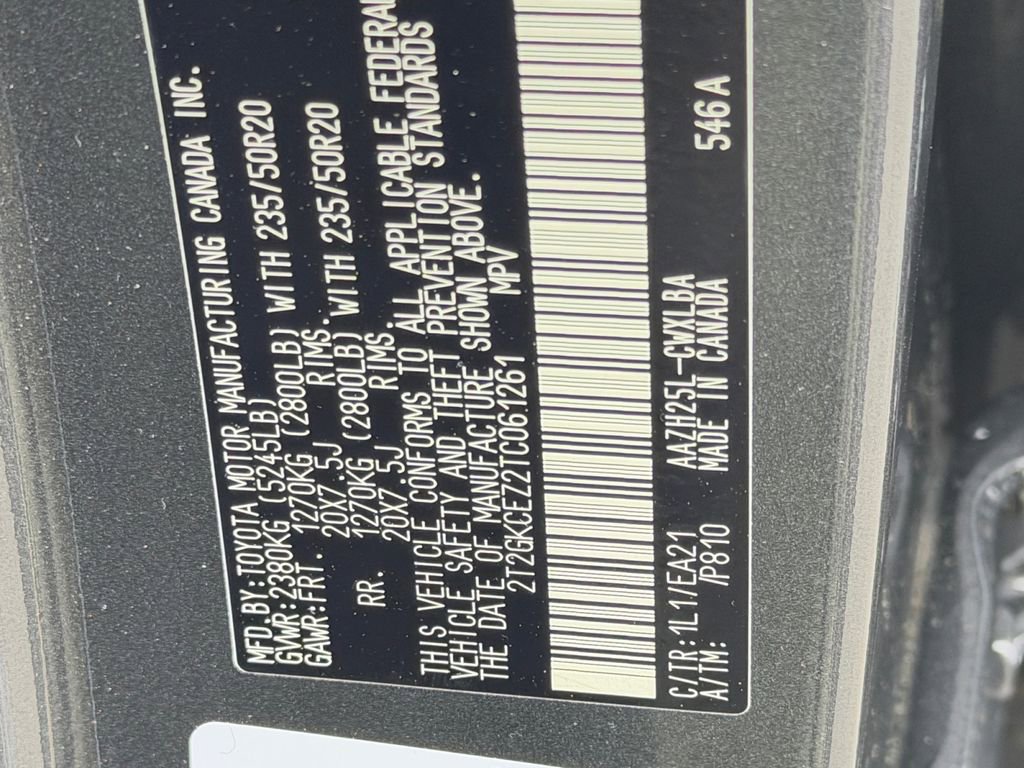 MFD.BY:TOYOTA MOTOR MANUFACTURING CANADA INC.
GVWR:2380KG (5245LB)
GAWR:FRT. 1270KG (2800LB) WITH 235/50R20
20X7.5J RIMS.
RR. 1270KG (2800LB) WITH 235/50R20
20X7.5J RIMS.
THIS VEHICLE CONFORMS TO ALL APPLICABLE FEDERAL
VEHICLE SAFETY AND THEFT PREVENTION STANDARDS
THE DATE OF MANUFACTURE SHOWN ABOVE.
2T2GKCEZ2TC061261 MPV
C/TR:1L1/EA21 AAZH25L-CWXLBA 546A
A/TM: /P810 MADE IN CANADA